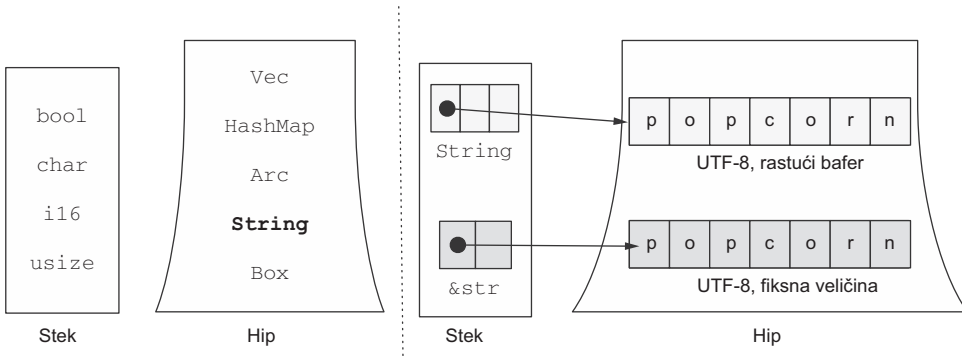 bool
char
i16
usize
Stek
Vec
HashMap
Arc
String
Box
Hip
String
&str
Stek
p o p c o r n
UTF-8, rastući bafer
p o p c o r n
UTF-8, fiksna veličina
Hip